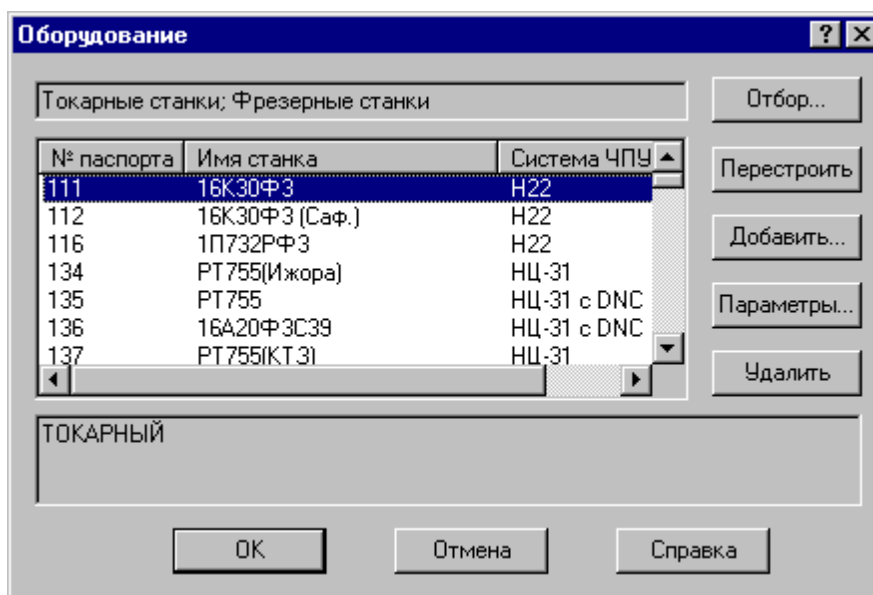 Оборудование
Токарные станки; Фрезерные станки
Отбор...
№ паспорта Имя станка Система ЧПУ
Перестроить
111 16К30Ф3 Н22
112 16К30Ф3 (Саф.) Н22
116 1П732РФ3 Н22
Добавить...
134 РТ755(Ижора) НЦ-31
135 РТ755 НЦ-31 с DNC
Параметры...
136 16А20Ф3С39 НЦ-31 с DNC
137 РТ755(КТЗ) НЦ-31
Удалить
ТОКАРНЫЙ
OK Отмена Справка